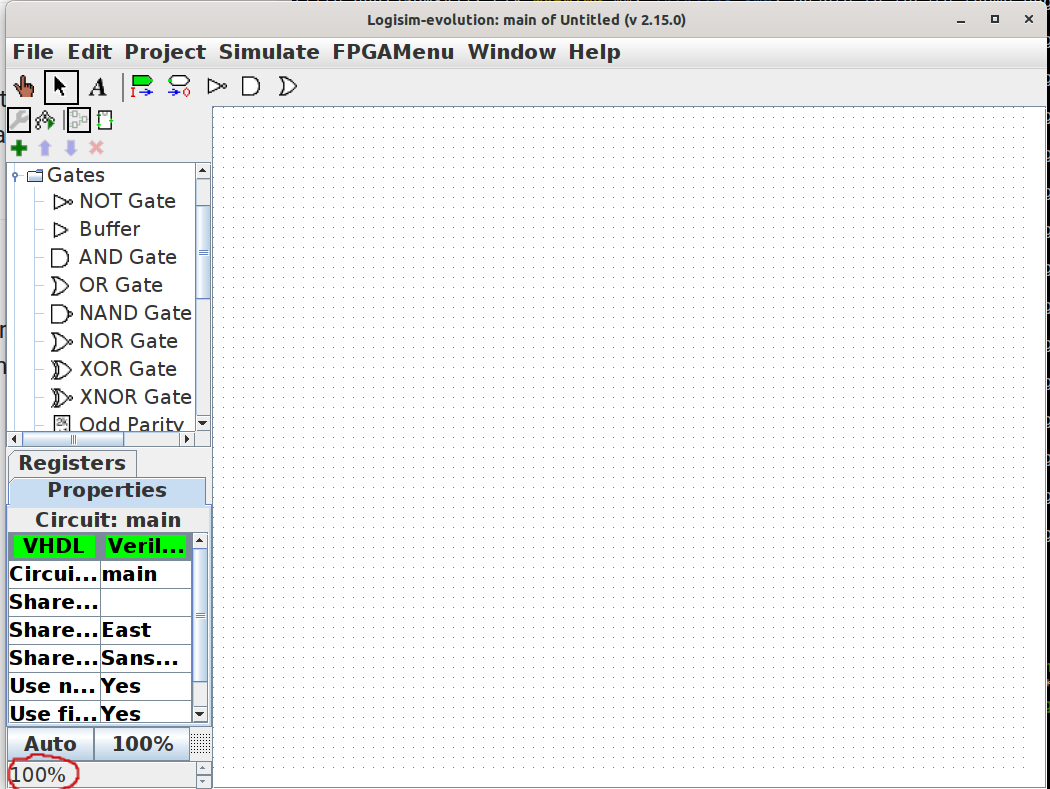 Logisim-evolution: main of Untitled (v 2.15.0)
File Edit Project Simulate FPGAMenu Window Help
A
Gates
NOT Gate
Buffer
AND Gate
OR Gate
NAND Gate
NOR Gate
XOR Gate
XNOR Gate
Odd Parity
Registers
Properties
Circuit: main
VHDL Veril...
Circui... main
Share...
Share... East
Share... Sans...
Use n... Yes
Use fi... Yes
Auto 100%
100%